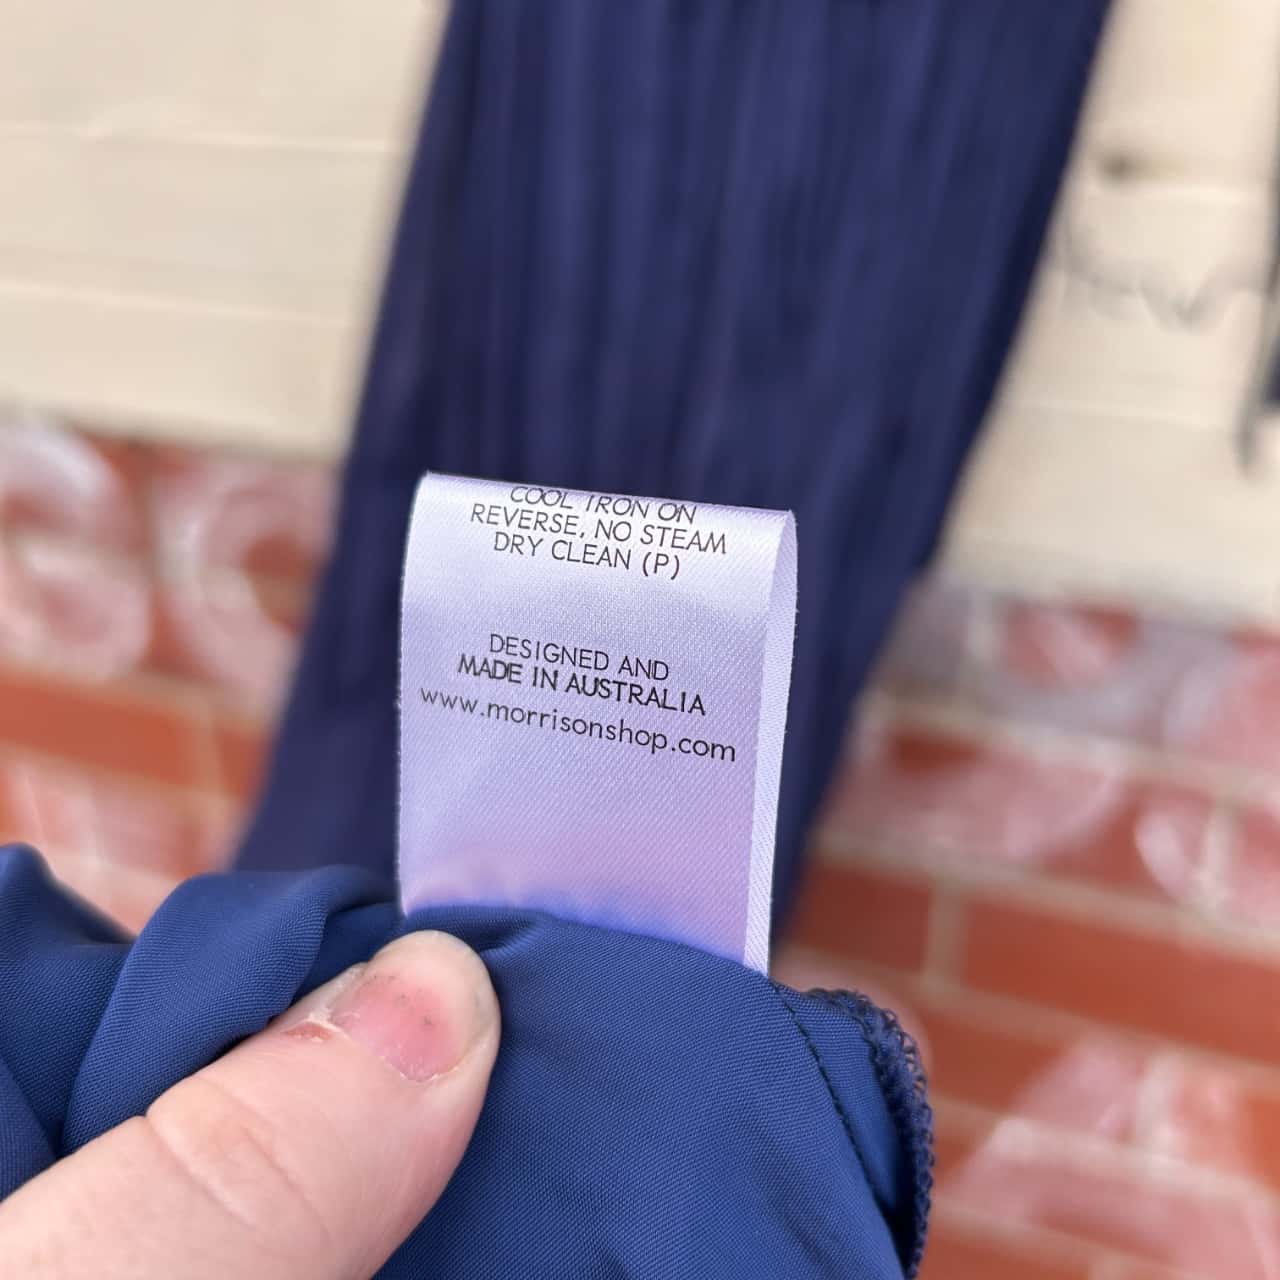 COOL IRON ON
REVERSE, NO STEAM
DRY CLEAN (P)
DESIGNED AND
MADE IN AUSTRALIA
www.morrisonshop.com